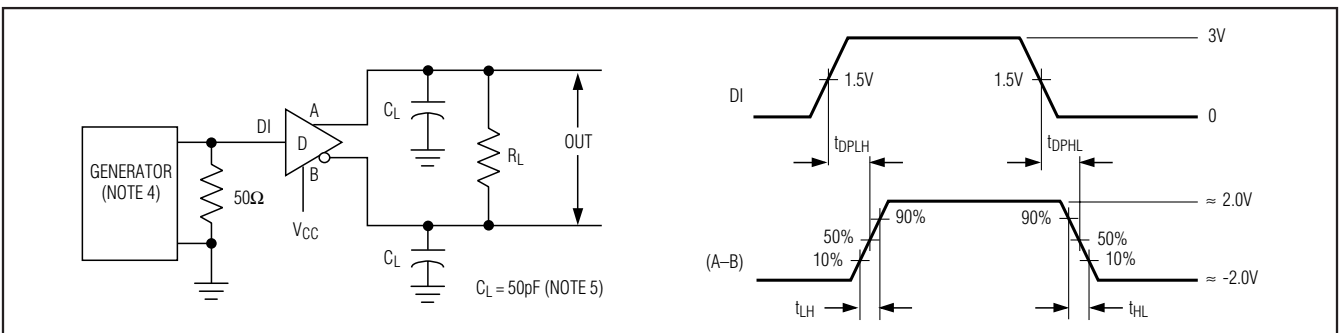 GENERATOR
(NOTE 4)
50Ω
DI
D
A
B
VCC
CL
CL
RL
OUT
CL = 50pF (NOTE 5)
DI
1.5V
1.5V
3V
0
tDPLH
tDPHL
(A–B)
90%
50%
10%
90%
50%
10%
≈ 2.0V
≈ -2.0V
tLH
tHL